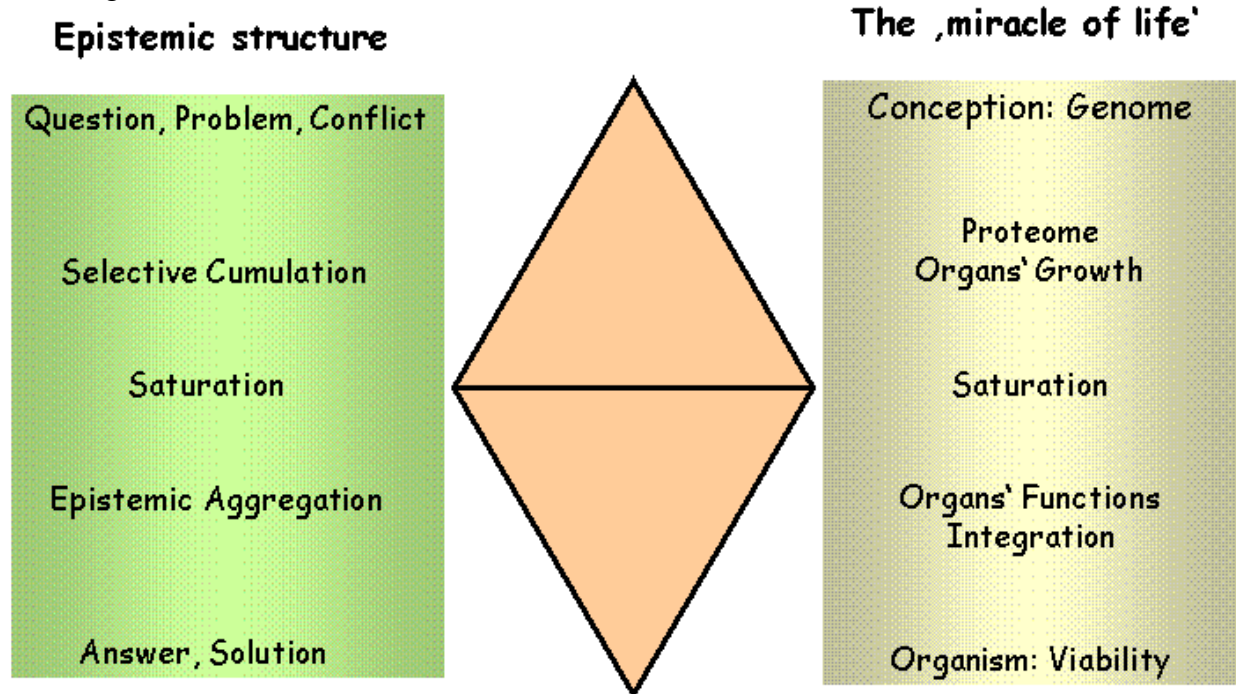 Epistemic structure
Question, Problem, Conflict
Selective Cumulation
Saturation
Epistemic Aggregation
Answer, Solution
The ‚miracle of life‘
Conception: Genome
Proteome
Organs‘ Growth
Saturation
Organs‘ Functions
Integration
Organism: Viability